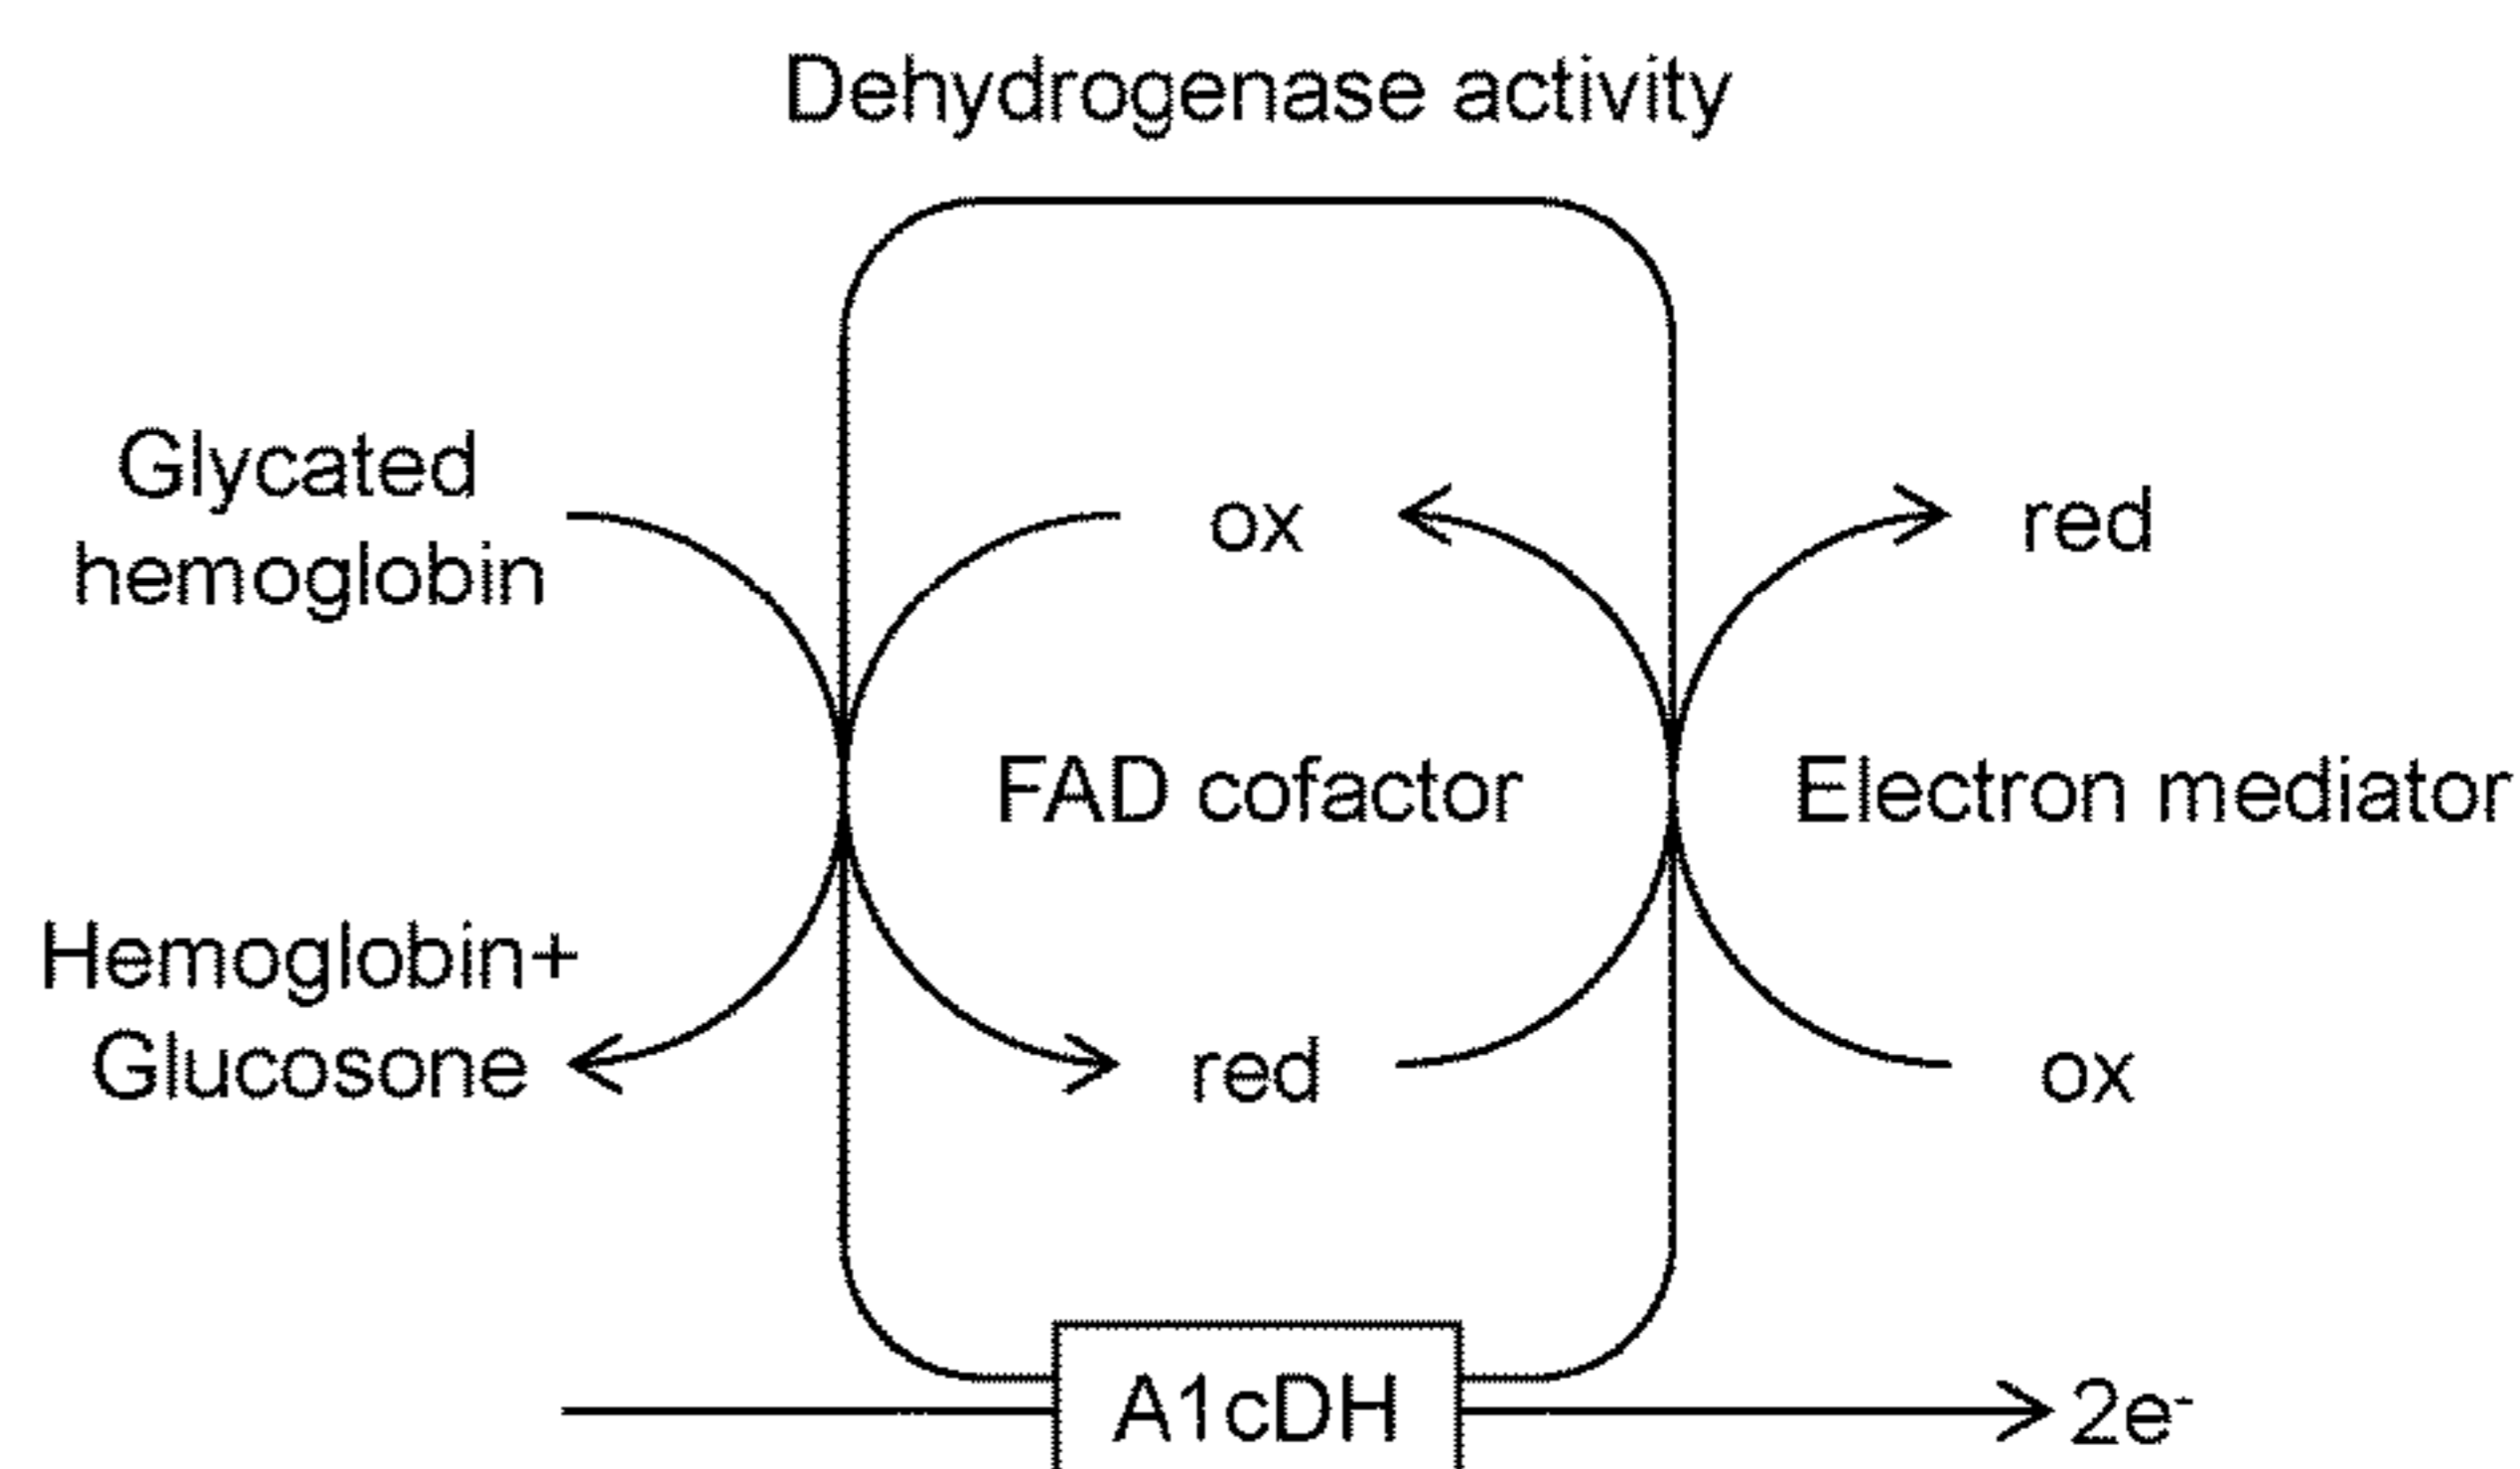 Dehydrogenase activity
Glycated
hemoglobin
ox
red
FAD cofactor
Electron mediator
Hemoglobin+
Glucosone
red
ox
A1cDH
2e⁻